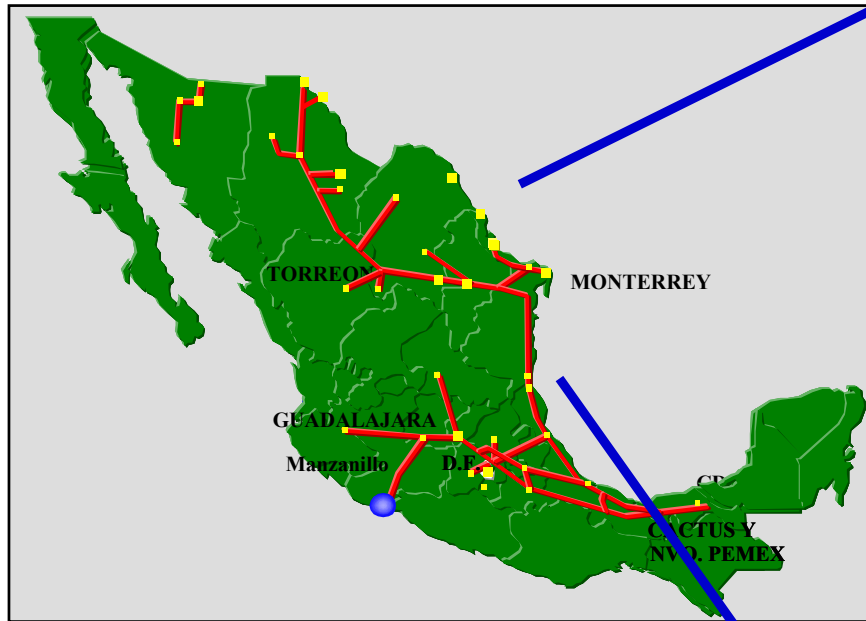 TORREON
MONTERREY
GUADALAJARA
Manzanillo
D.F.
CACTUS Y
NVO. PEMEX